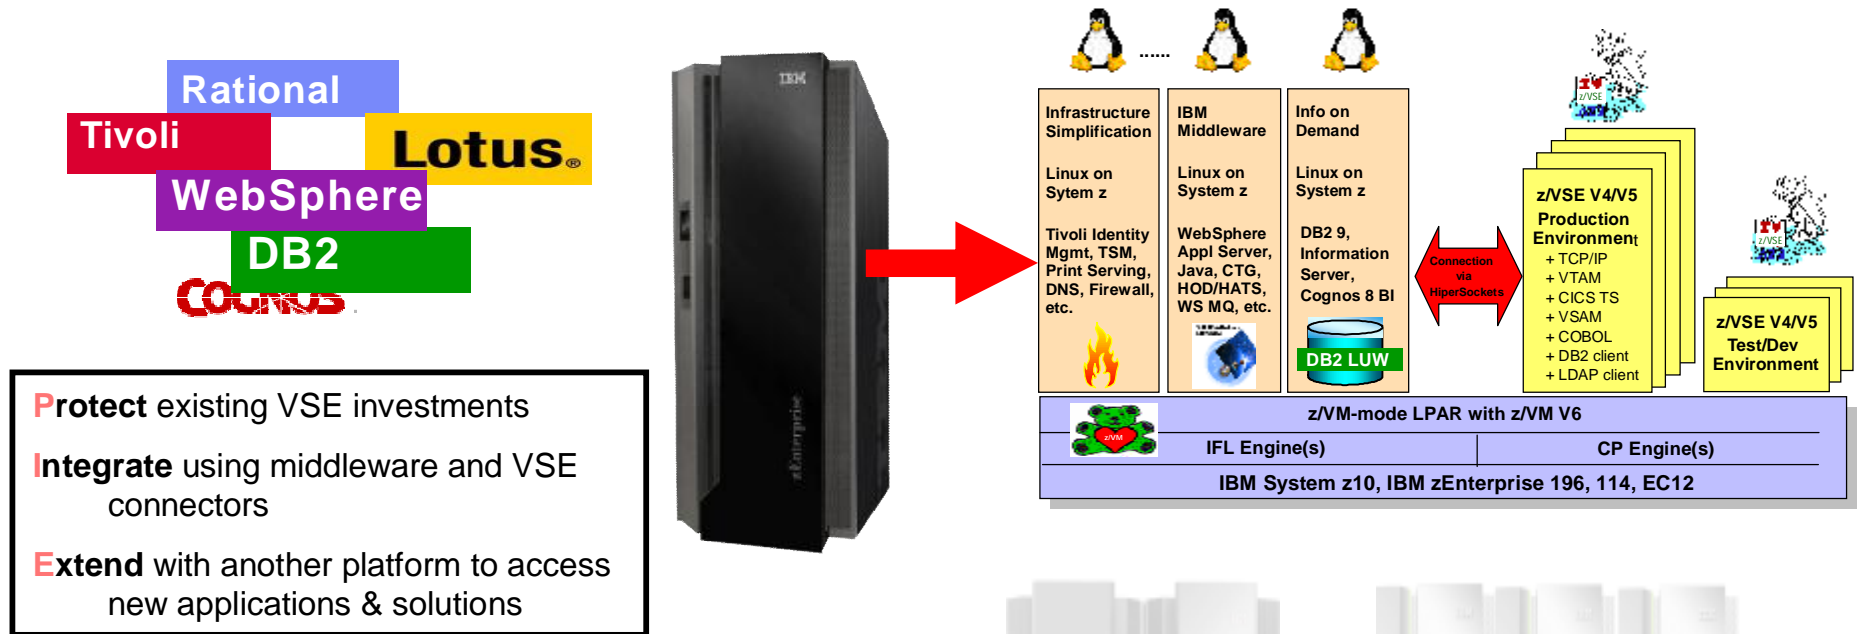 Rational
Tivoli
Lotus®
WebSphere
DB2
COGNOS
Protect existing VSE investments
Integrate using middleware and VSE
connectors
Extend with another platform to access
new applications & solutions
IBM
zEnterprise
......
Infrastructure
Simplification
Linux on
Sytem z
Tivoli Identity
Mgmt, TSM,
Print Serving,
DNS, Firewall,
etc.
IBM
Middleware
Linux on
System z
WebSphere
Appl Server,
Java, CTG,
HOD/HATS,
WS MQ, etc.
Info on
Demand
Linux on
System z
DB2 9,
Information
Server,
Cognos 8 BI
DB2 LUW
Connection
via
HiperSockets
z/VSE
z/VSE V4/V5
Production
Environment
+ TCP/IP
+ VTAM
+ CICS TS
+ VSAM
+ COBOL
+ DB2 client
+ LDAP client
z/VSE
z/VSE V4/V5
Test/Dev
Environment
z/VM
z/VM-mode LPAR with z/VM V6
IFL Engine(s)
CP Engine(s)
IBM System z10, IBM zEnterprise 196, 114, EC12